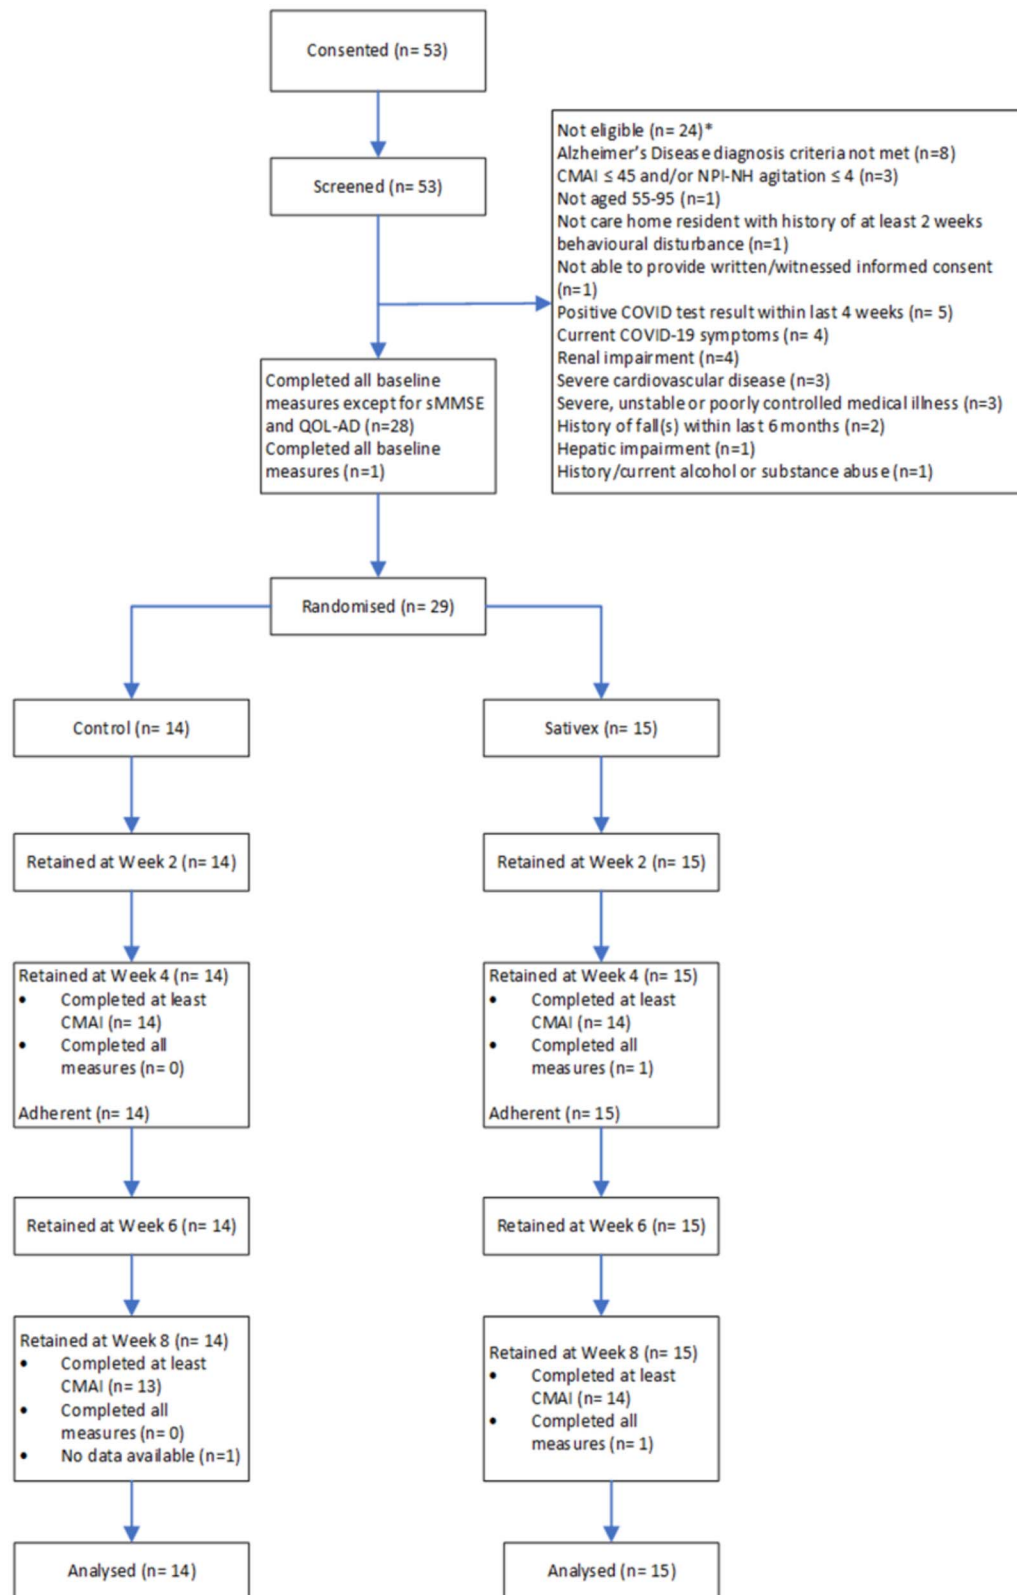 Consented (n= 53)
Screened (n= 53)
Not eligible (n= 24)*
Alzheimer's Disease diagnosis criteria not met (n=8)
CMAI ≤ 45 and/or NPI-NH agitation ≤ 4 (n=3)
Not aged 55-95 (n=1)
Not care home resident with history of at least 2 weeks
behavioural disturbance (n=1)
Not able to provide written/witnessed informed consent
(n=1)
Positive COVID test result within last 4 weeks (n= 5)
Current COVID-19 symptoms (n= 4)
Renal impairment (n=4)
Severe cardiovascular disease (n=3)
Severe, unstable or poorly controlled medical illness (n=3)
History of fall(s) within last 6 months (n=2)
Hepatic impairment (n=1)
History/current alcohol or substance abuse (n=1)
Completed all baseline
measures except for sMMSE
and QOL-AD (n=28)
Completed all baseline
measures (n=1)
Randomised (n= 29)
Control (n= 14)
Sativex (n= 15)
Retained at Week 2 (n= 14)
Retained at Week 2 (n= 15)
Retained at Week 4 (n= 14)
• Completed at least
CMAI (n= 14)
• Completed all
measures (n= 0)
Adherent (n= 14)
Retained at Week 4 (n= 15)
• Completed at least
CMAI (n= 14)
• Completed all
measures (n= 1)
Adherent (n= 15)
Retained at Week 6 (n= 14)
Retained at Week 6 (n= 15)
Retained at Week 8 (n= 14)
• Completed at least
CMAI (n= 13)
• Completed all
measures (n= 0)
• No data available (n=1)
Retained at Week 8 (n= 15)
• Completed at least
CMAI (n= 14)
• Completed all
measures (n= 1)
Analysed (n= 14)
Analysed (n= 15)